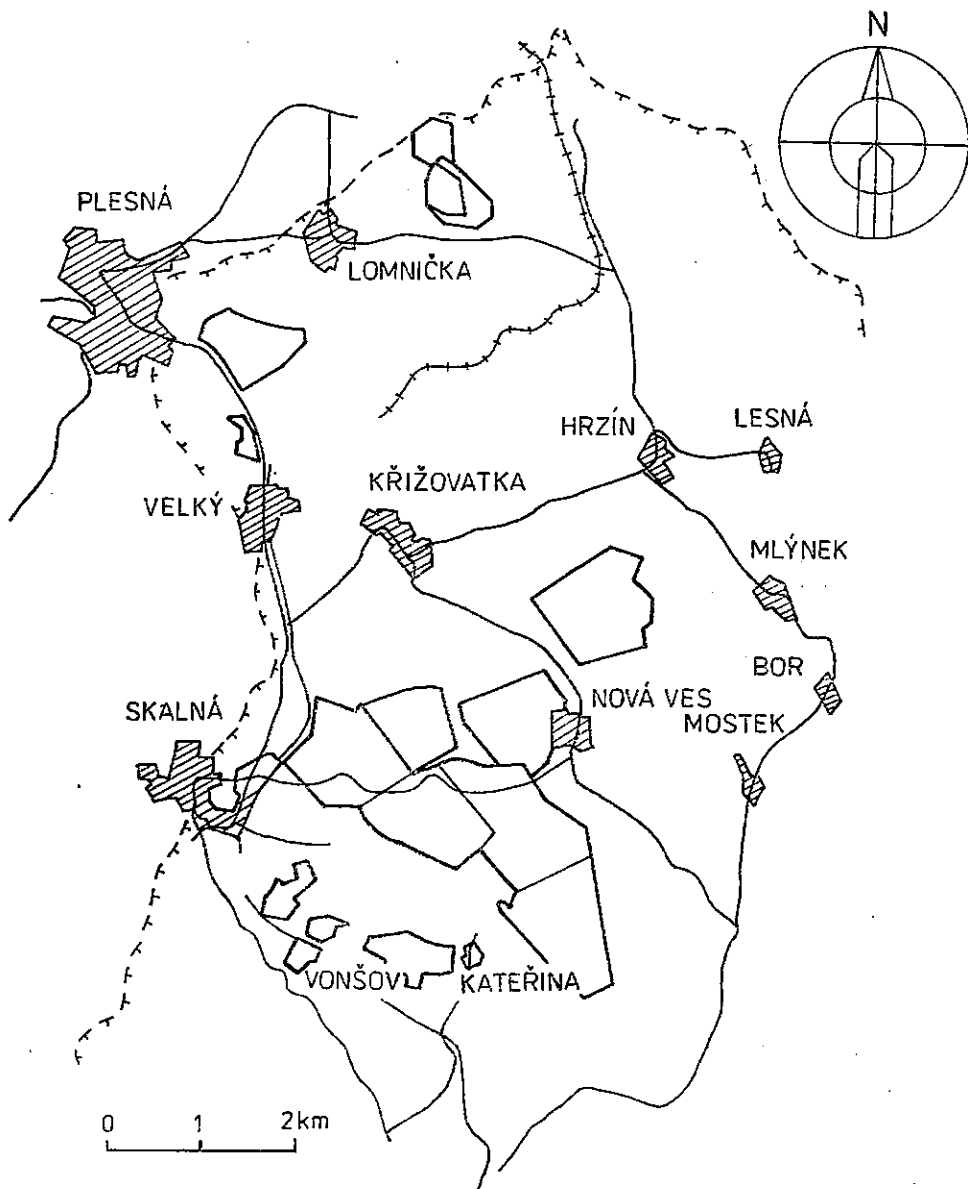 N
PLESNÁ
LOMNIČKA
HRZÍN
LESNÁ
KŘIŽOVATKA
VELKÝ
MLÝNEK
BOR
NOVÁ VES
SKALNÁ
MOSTEK
VONŠOV
KATEŘINA
0 1 2km